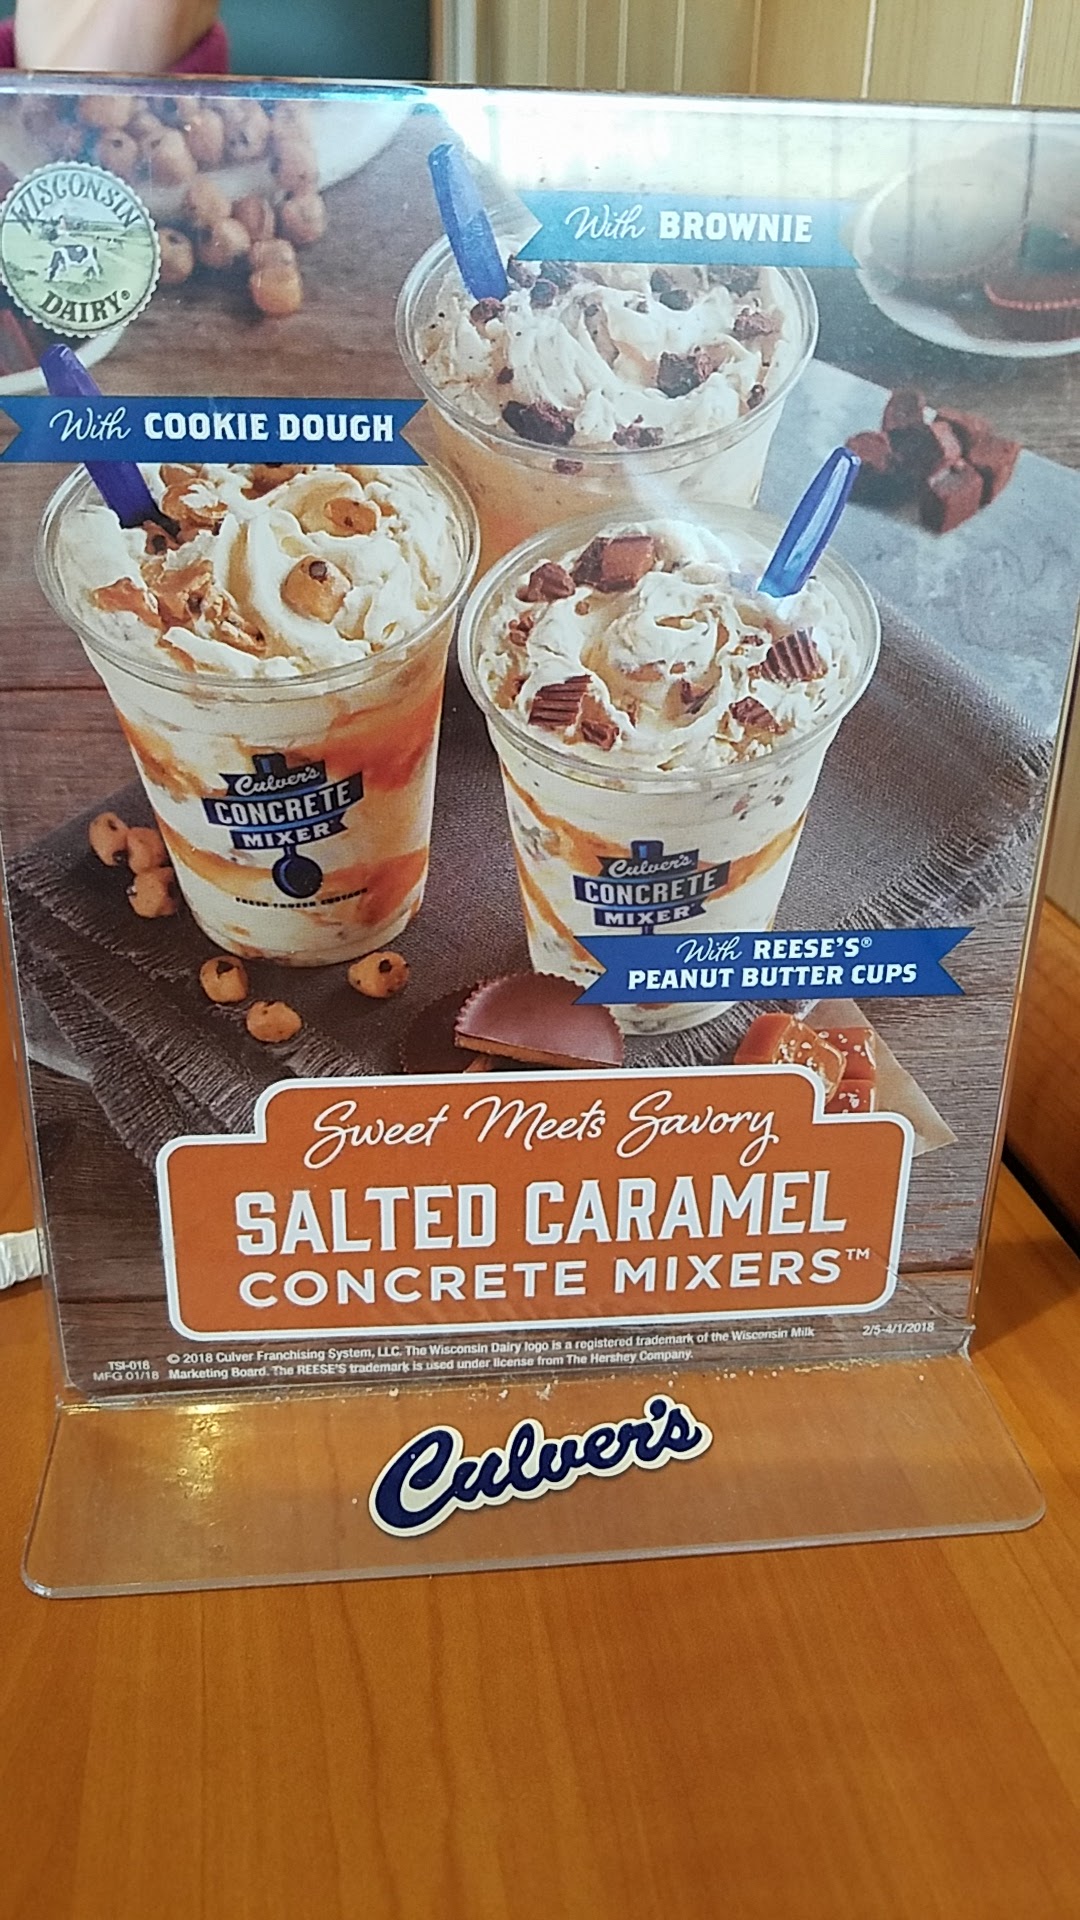 WISCONSIN
DAIRY®
With BROWNIE
With COOKIE DOUGH
Culver's
CONCRETE
MIXER
FRESH FROZEN CUSTARD
Culver's
CONCRETE
MIXER
With REESE'S®
PEANUT BUTTER CUPS
Sweet Meets Savory
SALTED CARAMEL
CONCRETE MIXERS™
TSI-018 © 2018 Culver Franchising System, LLC. The Wisconsin Dairy logo is a registered trademark of the Wisconsin Milk 2/5-4/1/2018
MFG 01/18 Marketing Board. The REESE'S trademark is used under license from The Hershey Company.
Culver's